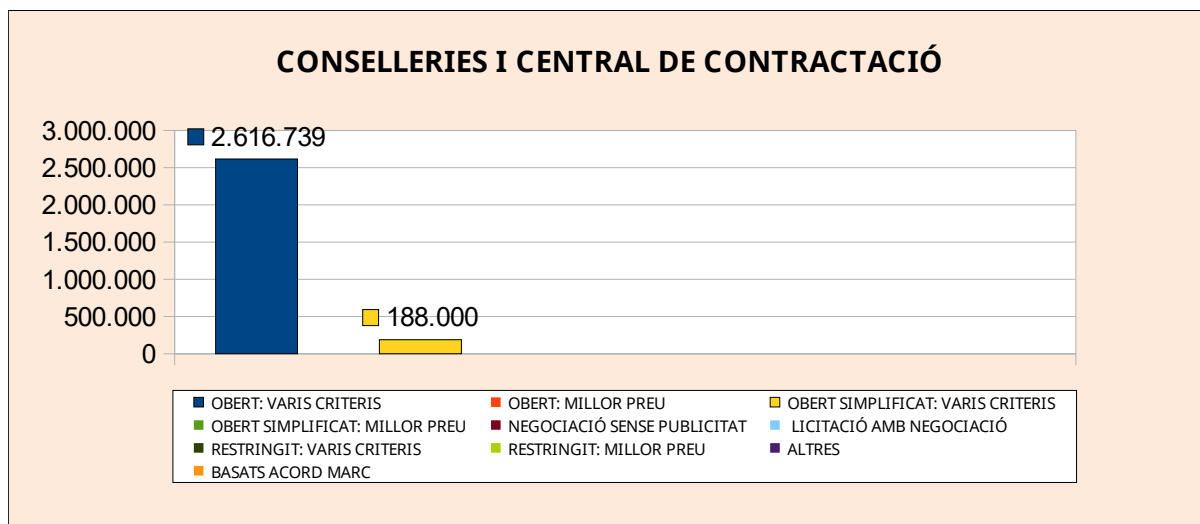 CONSELLERIES I CENTRAL DE CONTRACTACIÓ
3.000.000
2.616.739
2.500.000
2.000.000
1.500.000
1.000.000
500.000
188.000
0
OBERT: VARIS CRITERIS OBERT: MILLOR PREU OBERT SIMPLIFICAT: VARIS CRITERIS
OBERT SIMPLIFICAT: MILLOR PREU NEGOCIACIÓ SENSE PUBLICITAT LICITACIÓ AMB NEGOCIACIÓ
RESTRINGIT: VARIS CRITERIS RESTRINGIT: MILLOR PREU ALTRES
BASATS ACORD MARC